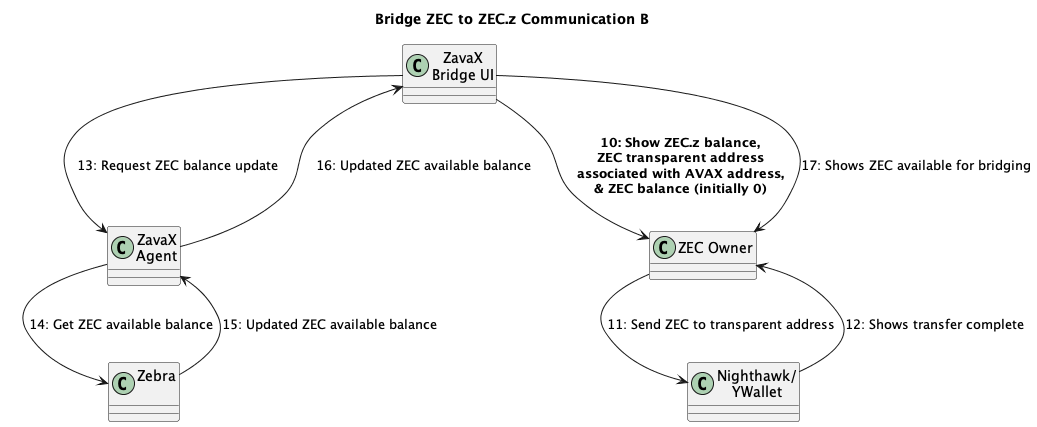 Bridge ZEC to ZEC.z Communication B
C
ZavaX
Bridge UI
10: Show ZEC.z balance,
ZEC transparent address
associated with AVAX address,
& ZEC balance (initially 0)
13: Request ZEC balance update
16: Updated ZEC available balance
17: Shows ZEC available for bridging
C
ZavaX
Agent
C
ZEC Owner
14: Get ZEC available balance
15: Updated ZEC available balance
11: Send ZEC to transparent address
12: Shows transfer complete
C
Zebra
C
Nighthawk/
YWallet